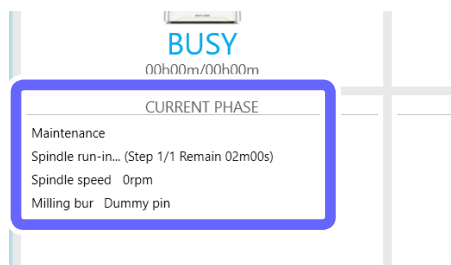 BUSY
00h00m/00h00m
CURRENT PHASE
Maintenance
Spindle run-in... (Step 1/1 Remain 02m00s)
Spindle speed 0rpm
Milling bur Dummy pin